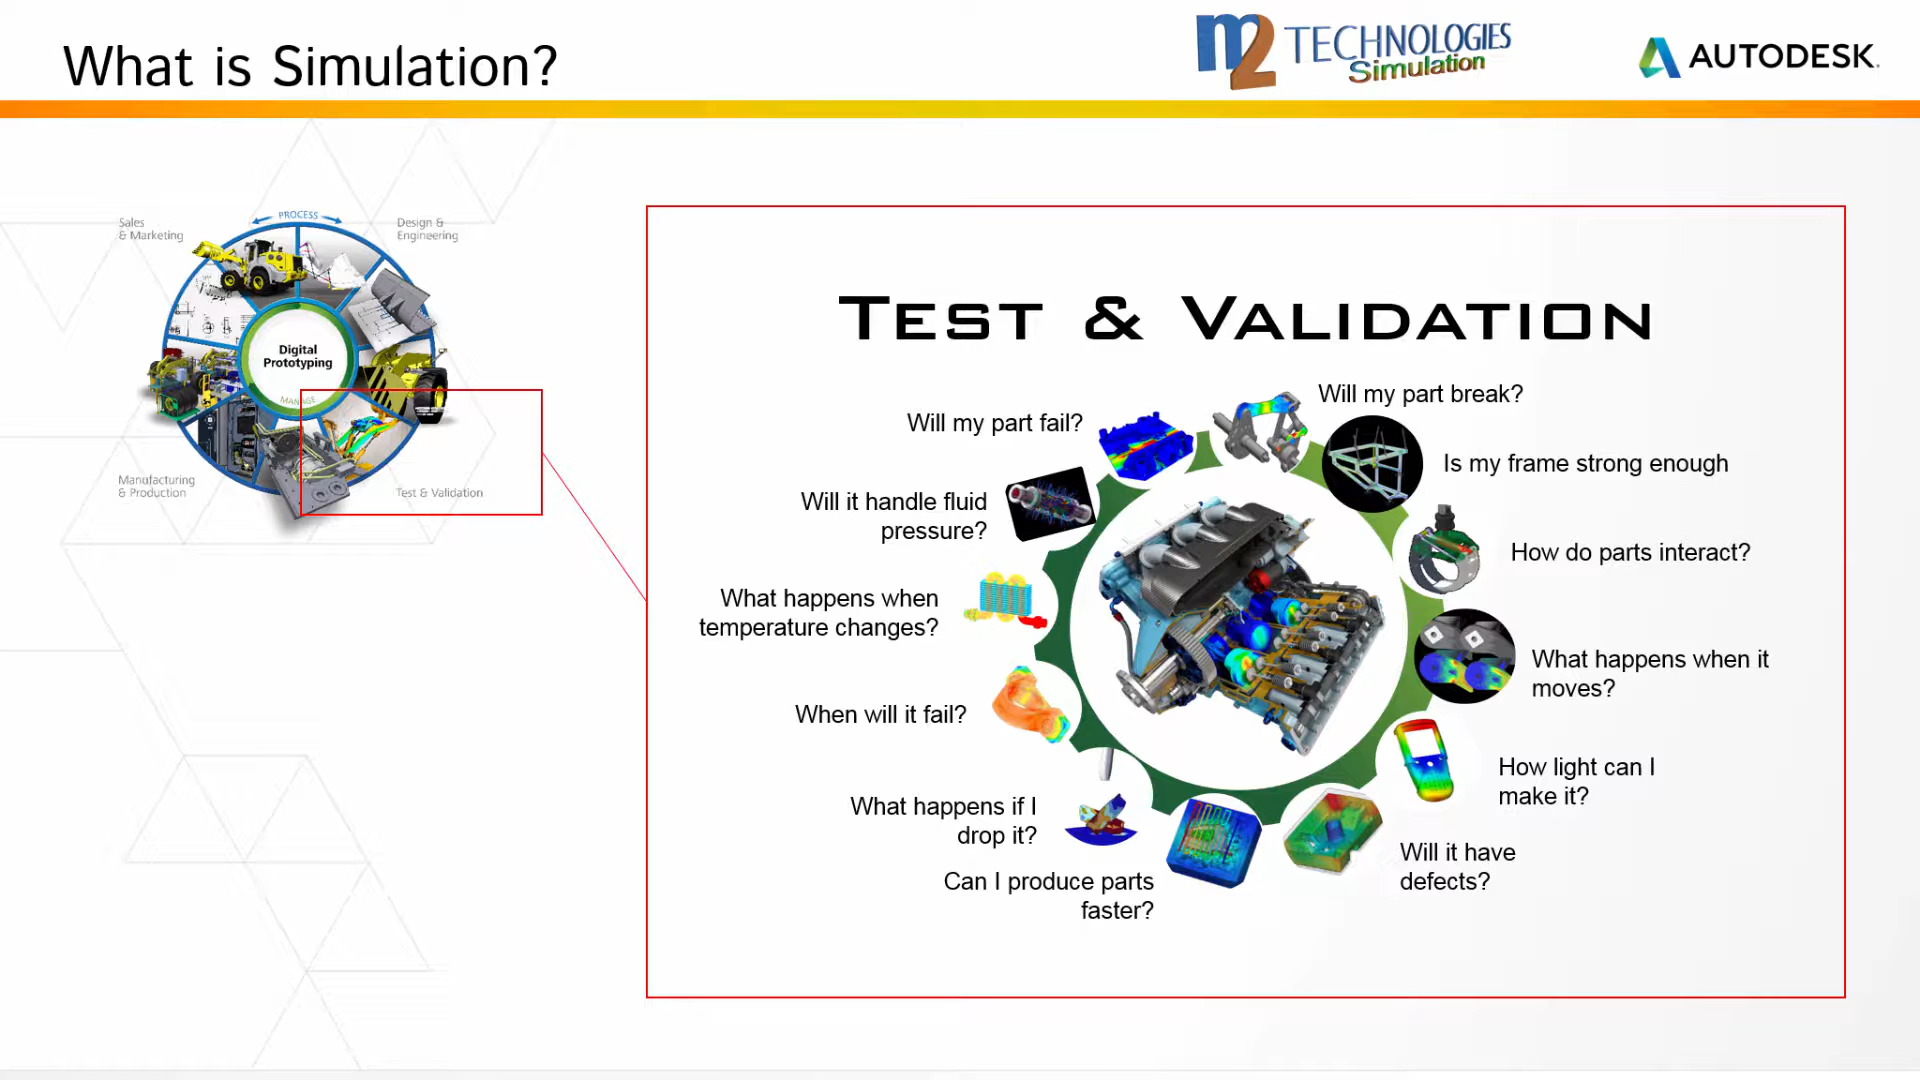 What is Simulation?
m2 TECHNOLOGIES
Simulation
AUTODESK.
Sales
& Marketing
PROCESS
Design &
Engineering
Digital
Prototyping
MANAGE
Manufacturing
& Production
Test & Validation
TEST & VALIDATION
Will my part break?
Will my part fail?
Is my frame strong enough
Will it handle fluid
pressure?
How do parts interact?
What happens when
temperature changes?
What happens when it
moves?
When will it fail?
How light can I
make it?
What happens if I
drop it?
Will it have
defects?
Can I produce parts
faster?